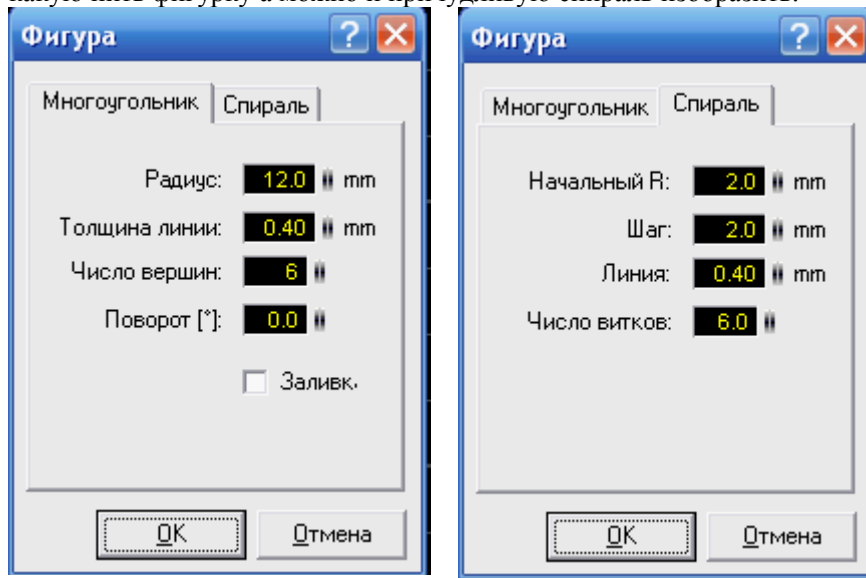 Фигура
Многоугольник Спираль
Радиус: 12.0 mm
Толщина линии: 0.40 mm
Число вершин: 6
Поворот [°]: 0.0
Заливк
OK Отмена
Фигура
Многоугольник Спираль
Начальный R: 2.0 mm
Шаг: 2.0 mm
Линия: 0.40 mm
Число витков: 6.0
OK Отмена